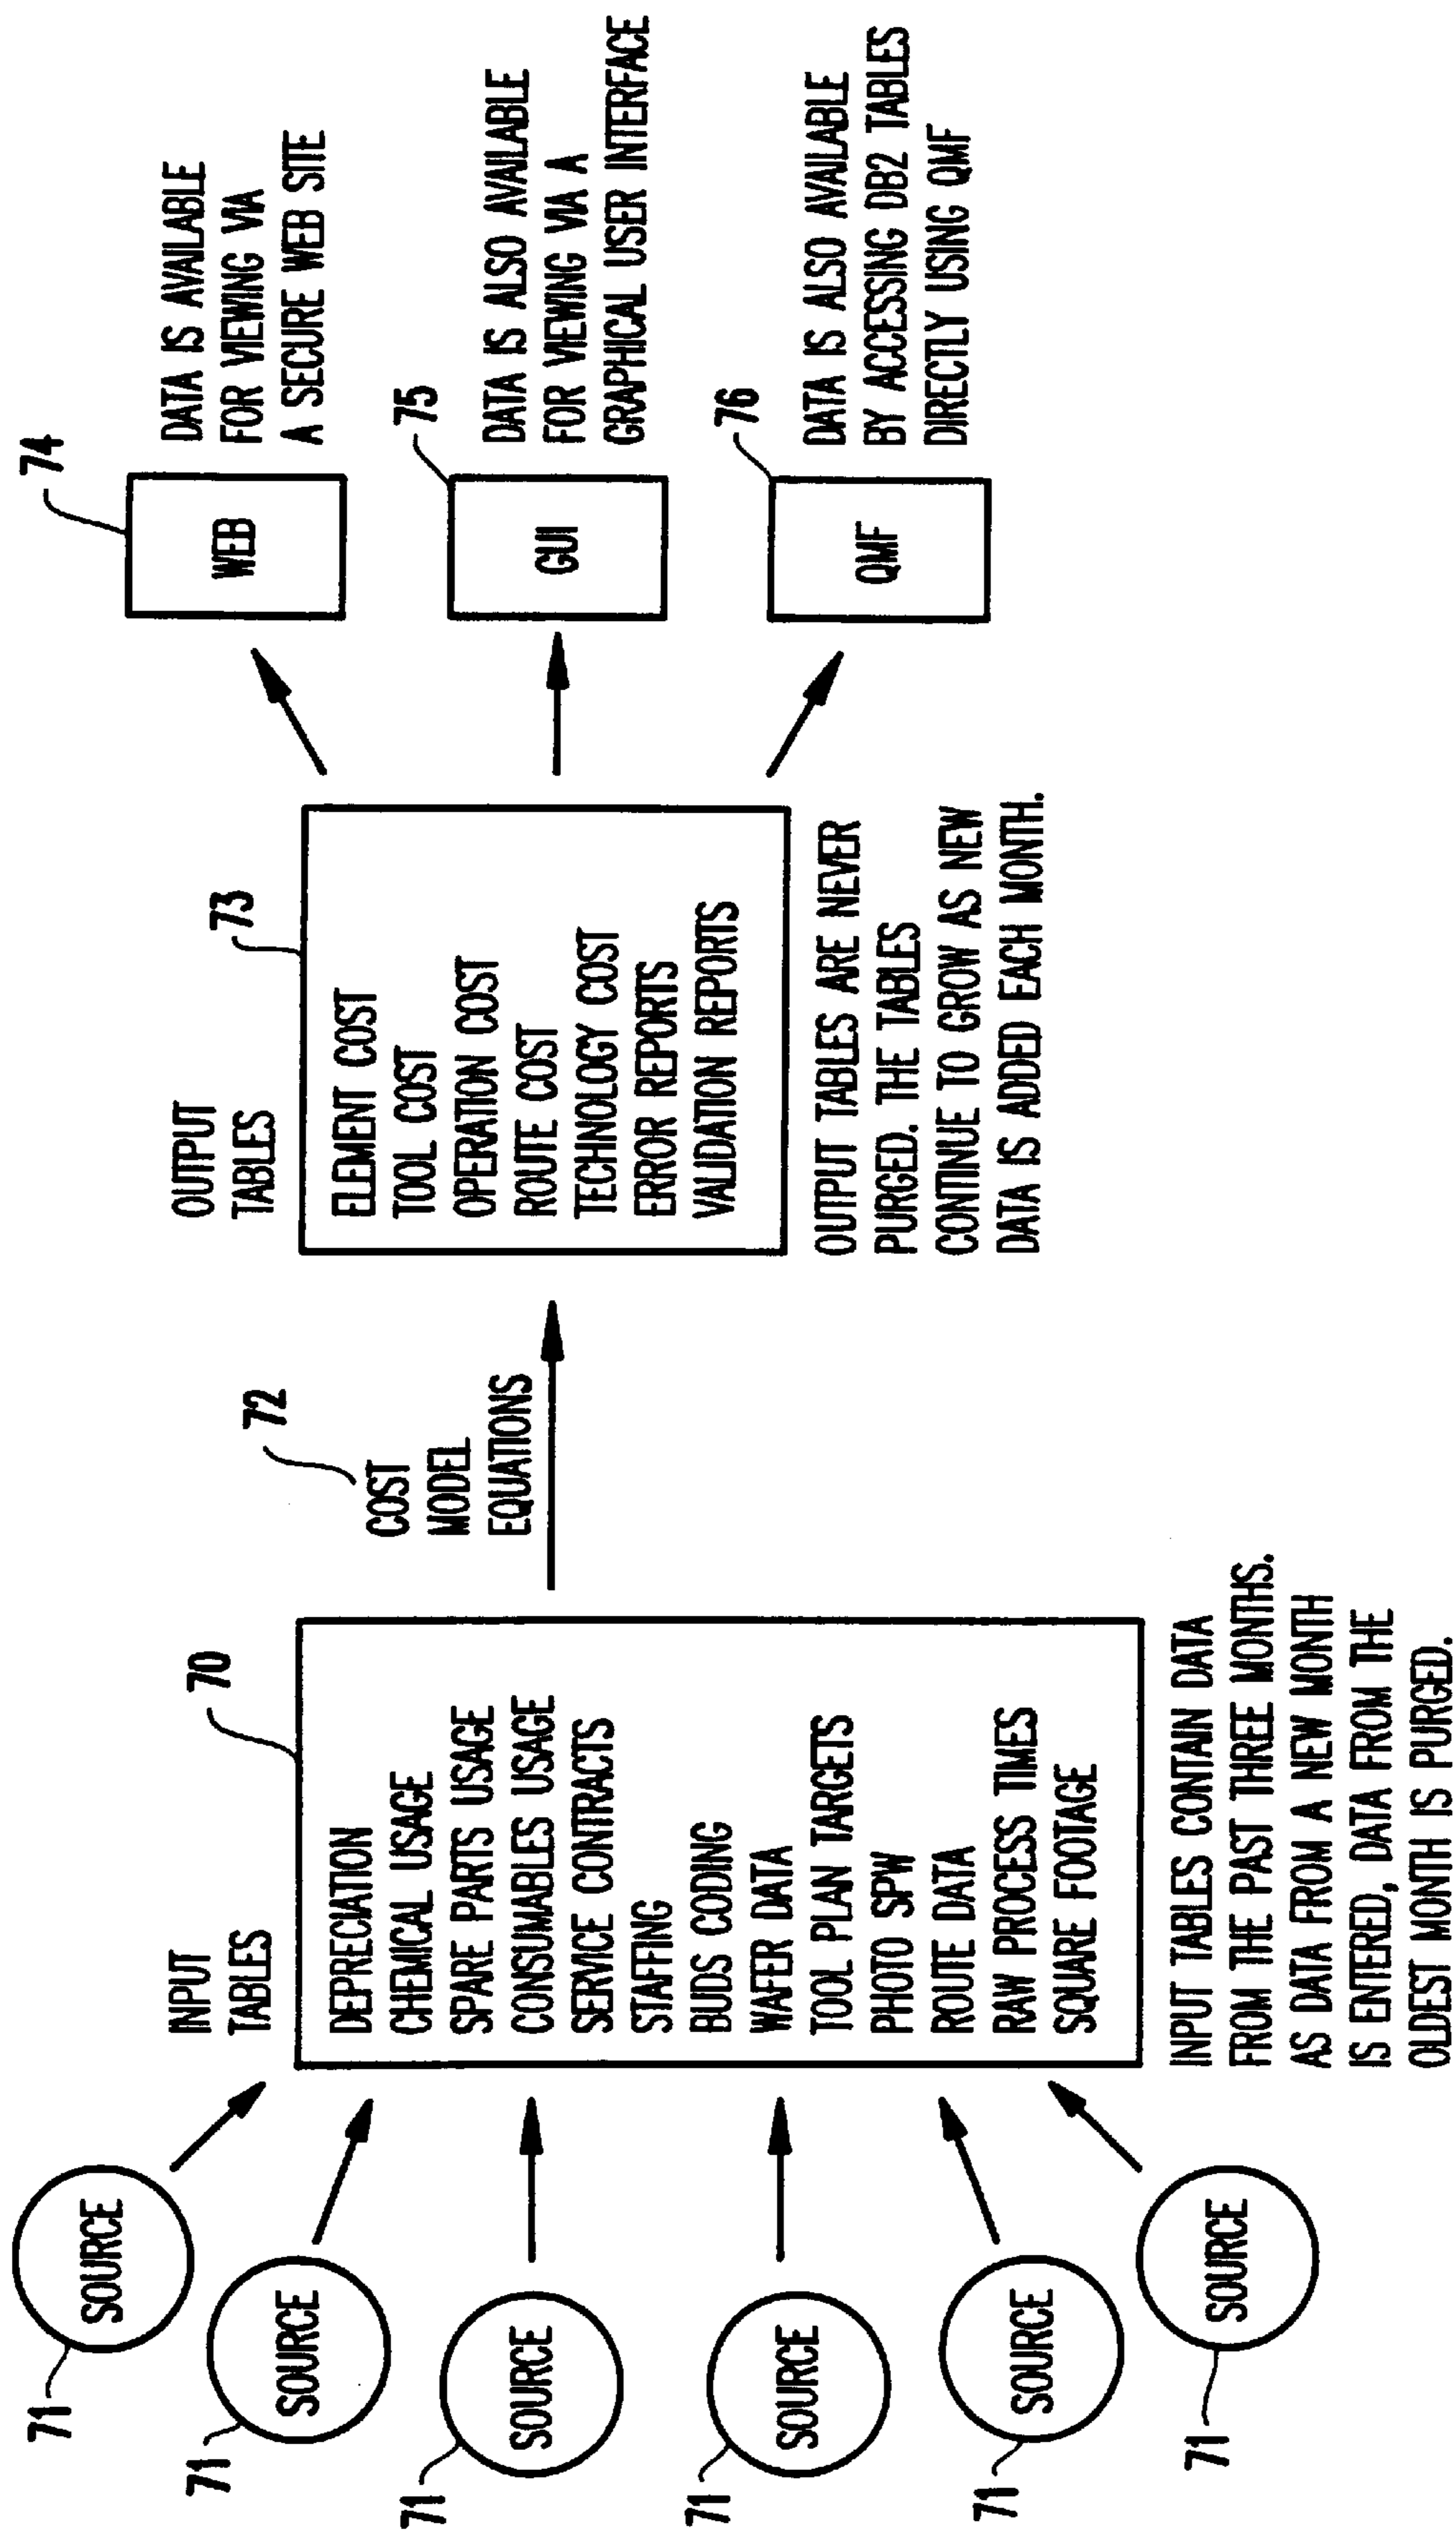 71
SOURCE
71
SOURCE
71
SOURCE
71
SOURCE
71
SOURCE
71
SOURCE
INPUT
TABLES
70
DEPRECIATION
CHEMICAL USAGE
SPARE PARTS USAGE
CONSUMABLES USAGE
SERVICE CONTRACTS
STAFFING
BUDS CODING
WAFER DATA
TOOL PLAN TARGETS
PHOTO SPW
ROUTE DATA
RAW PROCESS TIMES
SQUARE FOOTAGE
INPUT TABLES CONTAIN DATA
FROM THE PAST THREE MONTHS.
AS DATA FROM A NEW MONTH
IS ENTERED, DATA FROM THE
OLDEST MONTH IS PURGED.
72
COST
MODEL
EQUATIONS
OUTPUT
TABLES
73
ELEMENT COST
TOOL COST
OPERATION COST
ROUTE COST
TECHNOLOGY COST
ERROR REPORTS
VALIDATION REPORTS
OUTPUT TABLES ARE NEVER
PURGED. THE TABLES
CONTINUE TO GROW AS NEW
DATA IS ADDED EACH MONTH.
74
WEB
DATA IS AVAILABLE
FOR VIEWING VIA
A SECURE WEB SITE
75
GUI
DATA IS ALSO AVAILABLE
FOR VIEWING VIA A
GRAPHICAL USER INTERFACE
76
QMF
DATA IS ALSO AVAILABLE
BY ACCESSING DB2 TABLES
DIRECTLY USING QMF